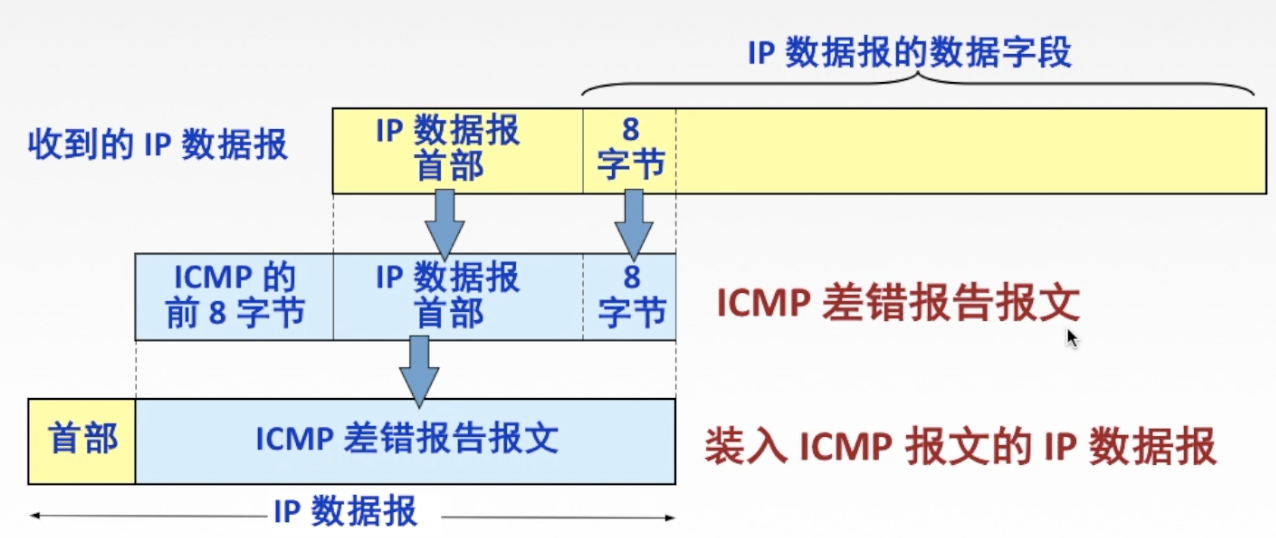 IP 数据报的数据字段
收到的 IP 数据报
IP 数据报
首部
8
字节
ICMP 的
前 8 字节
IP 数据报
首部
8
字节
ICMP 差错报告报文
首部
ICMP 差错报告报文
装入 ICMP 报文的 IP 数据报
IP 数据报